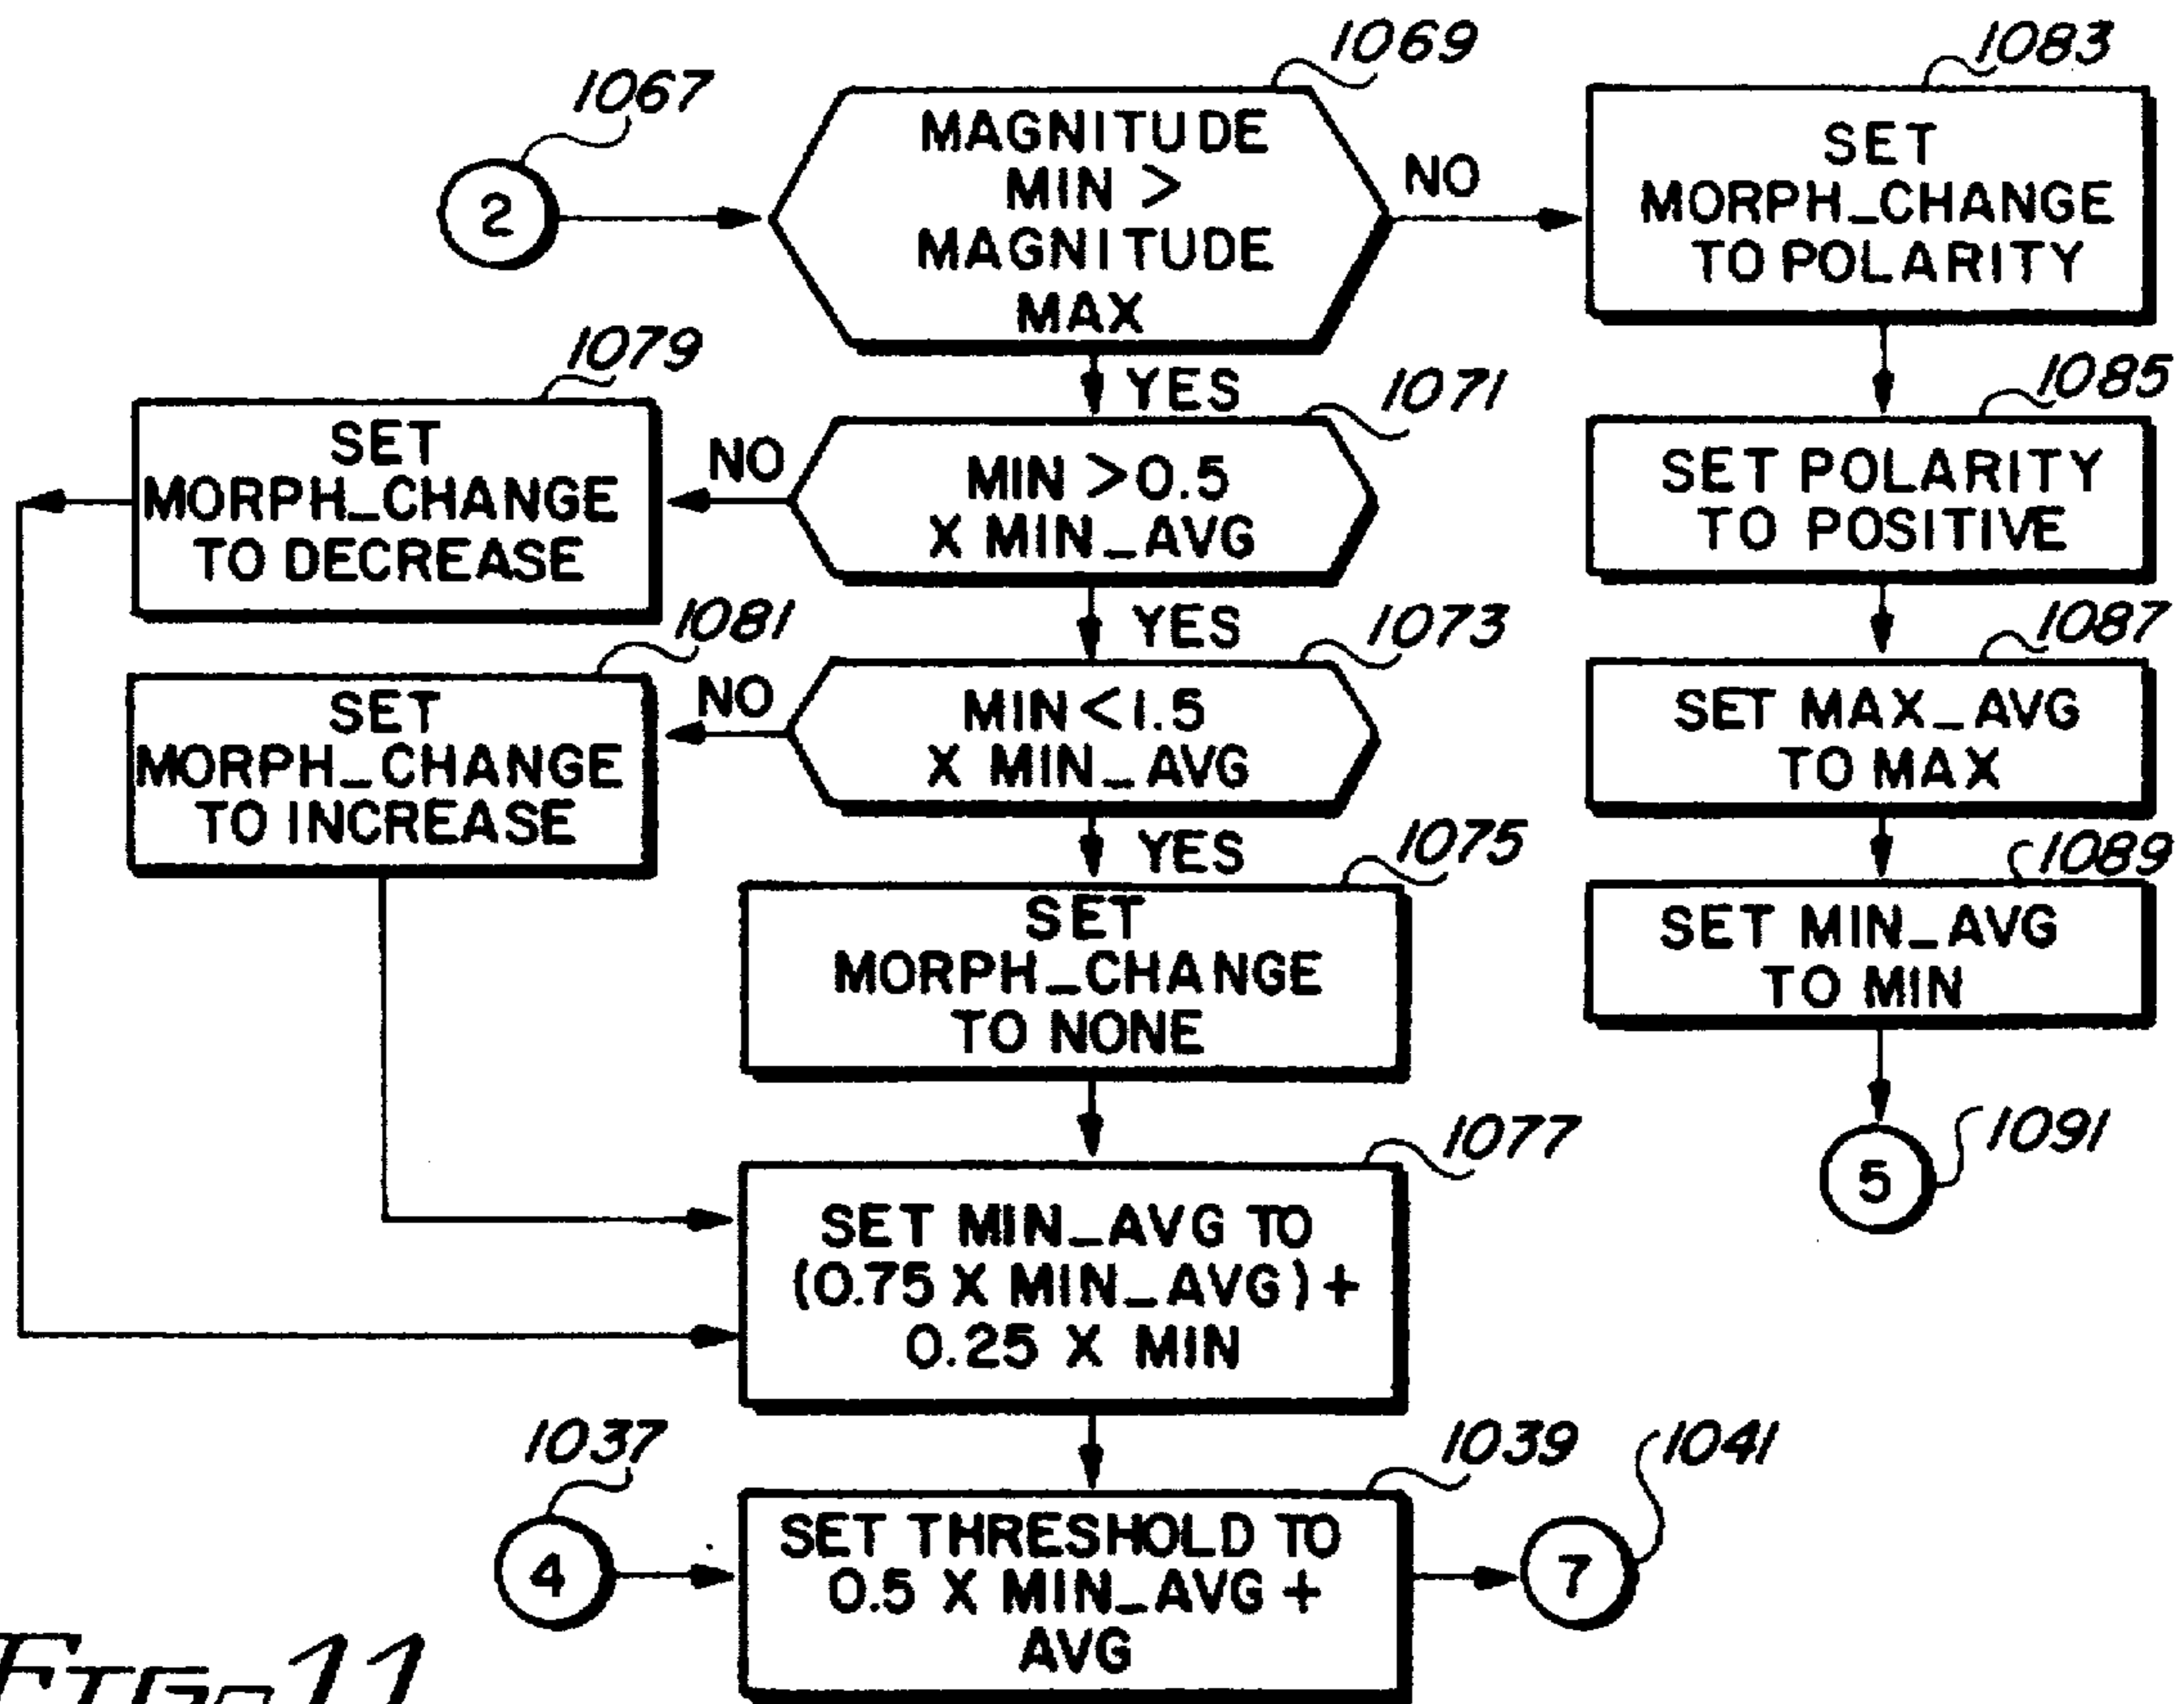 1067
2
1069
MAGNITUDE
MIN >
MAGNITUDE
MAX
NO
YES
1083
SET
MORPH_CHANGE
TO POLARITY
1079
SET
MORPH_CHANGE
TO DECREASE
NO
1071
MIN >0.5
X MIN_AVG
YES
1085
SET POLARITY
TO POSITIVE
1081
SET
MORPH_CHANGE
TO INCREASE
NO
1073
MIN<1.5
X MIN_AVG
YES
1087
SET MAX_AVG
TO MAX
1075
SET
MORPH_CHANGE
TO NONE
1089
SET MIN_AVG
TO MIN
1091
5
1077
SET MIN_AVG TO
(0.75 X MIN_AVG) +
0.25 X MIN
1037
4
1039
SET THRESHOLD TO
0.5 X MIN_AVG +
AVG
1041
7
FIG. 11